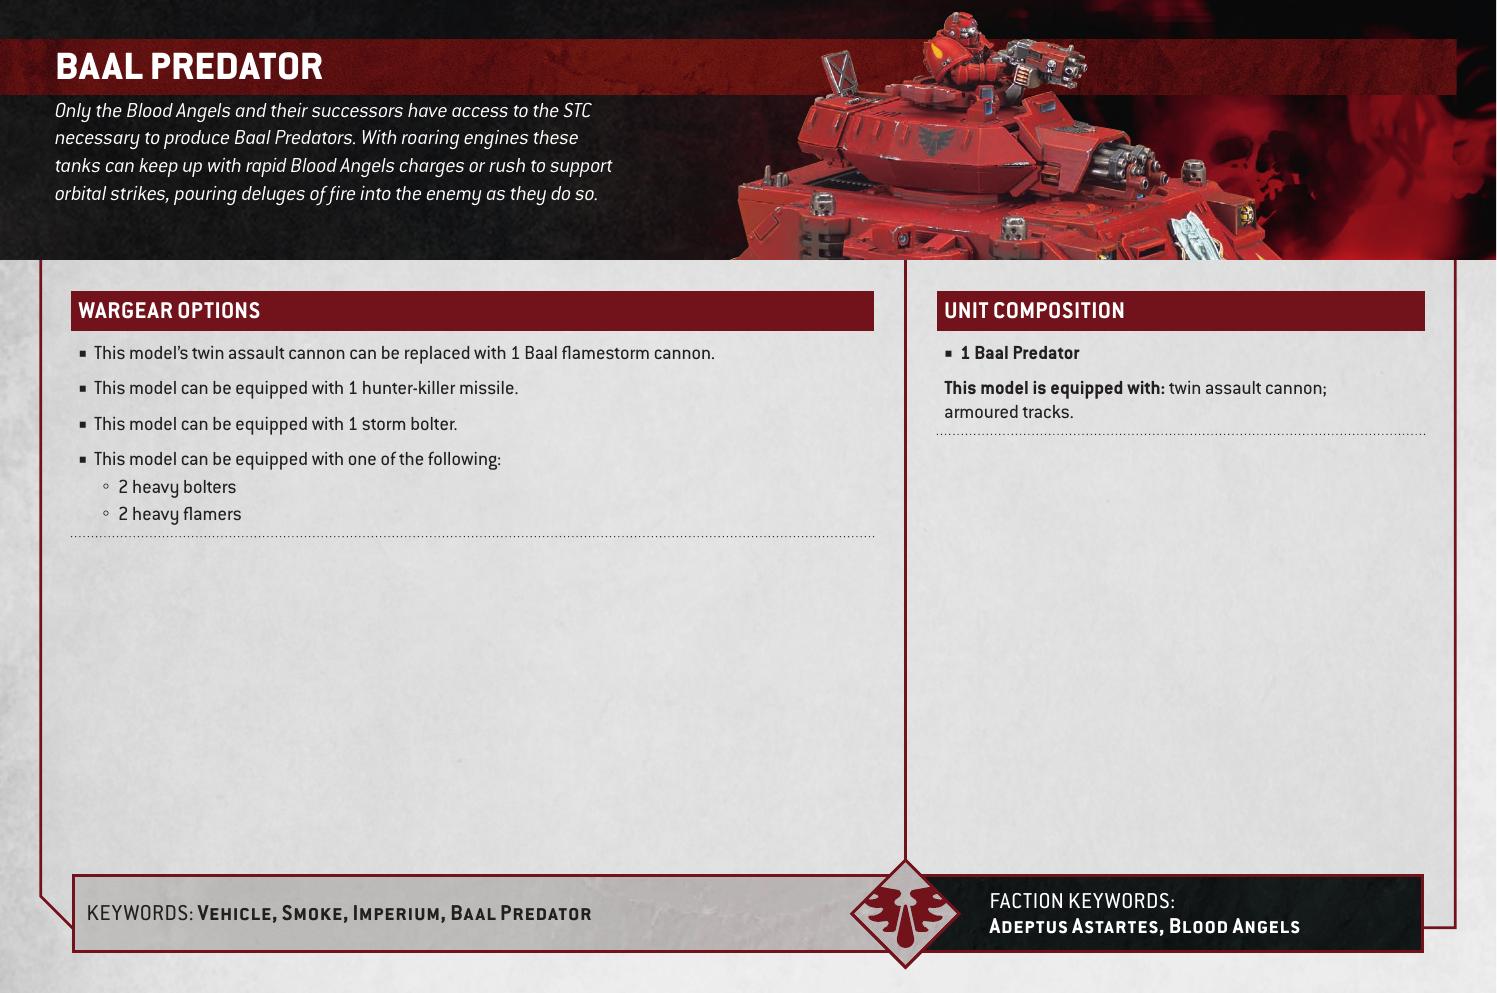 BAAL PREDATOR
Only the Blood Angels and their successors have access to the STC
necessary to produce Baal Predators. With roaring engines these
tanks can keep up with rapid Blood Angels charges or rush to support
orbital strikes, pouring deluges of fire into the enemy as they do so.
WARGEAR OPTIONS
▪ This model’s twin assault cannon can be replaced with 1 Baal flamestorm cannon.
▪ This model can be equipped with 1 hunter-killer missile.
▪ This model can be equipped with 1 storm bolter.
▪ This model can be equipped with one of the following:
◦ 2 heavy bolters
◦ 2 heavy flamers
UNIT COMPOSITION
▪ 1 Baal Predator
This model is equipped with: twin assault cannon;
armoured tracks.
KEYWORDS: Vehicle, Smoke, Imperium, Baal Predator
FACTION KEYWORDS:
Adeptus Astartes, Blood Angels